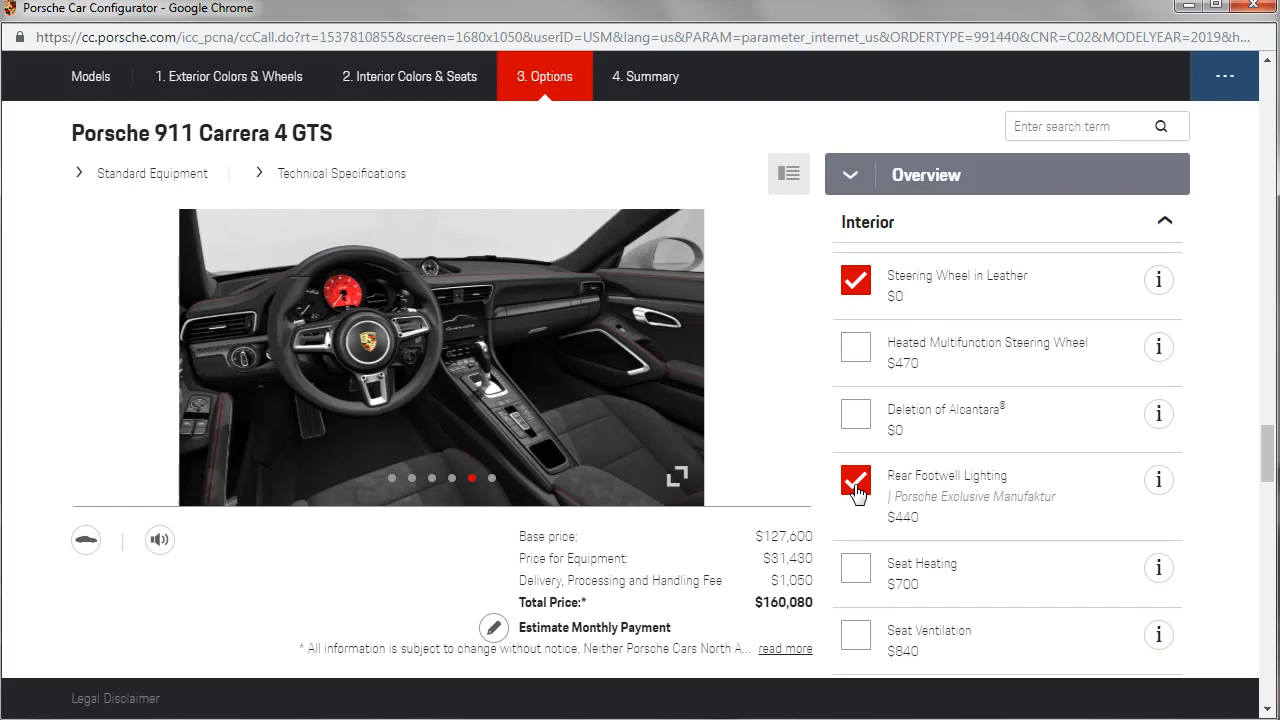 Porsche Car Configurator - Google Chrome
https://cc.porsche.com/icc_pcna/ccCall.do?rt=1537810855&screen=1680x1050&userID=USM&lang=us&PARAM=parameter_internet_us&ORDERTYPE=991440&CNR=C02&MODELYEAR=2019&h...
Models
1. Exterior Colors & Wheels
2. Interior Colors & Seats
3. Options
4. Summary
Porsche 911 Carrera 4 GTS
Enter search term
Standard Equipment
Technical Specifications
Overview
Interior
Steering Wheel in Leather
$0
Heated Multifunction Steering Wheel
$470
Deletion of Alcantara®
$0
Rear Footwell Lighting
| Porsche Exclusive Manufaktur
$440
Seat Heating
$700
Seat Ventilation
$840
Base price: $127,600
Price for Equipment: $31,430
Delivery, Processing and Handling Fee $1,050
Total Price:* $160,080
Estimate Monthly Payment
* All information is subject to change without notice. Neither Porsche Cars North A... read more
Legal Disclaimer